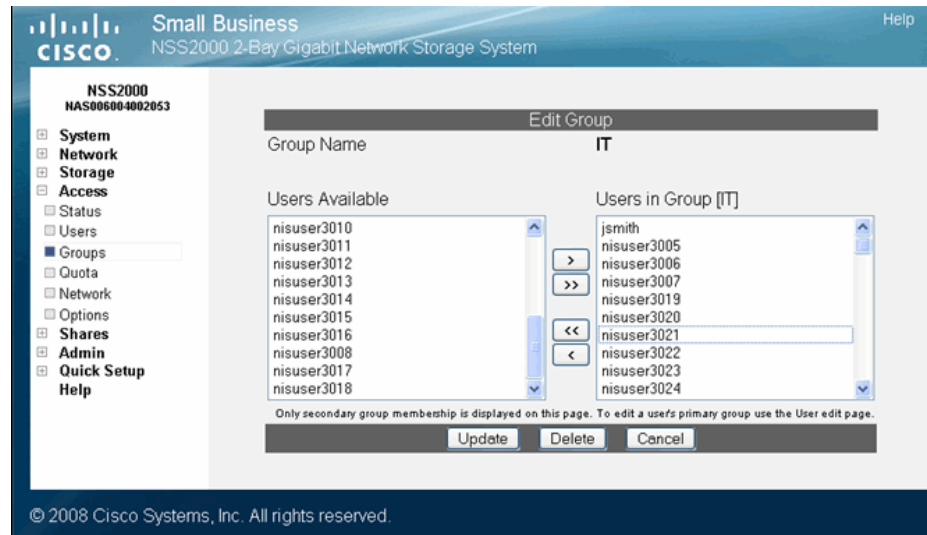 Small Business
Help
CISCO.
NSS2000 2-Bay Gigabit Network Storage System
NSS2000
NAS006004002053
System
Network
Storage
Access
Status
Users
Groups
Quota
Network
Options
Shares
Admin
Quick Setup
Help
Edit Group
Group Name
IT
Users Available
nisuser3010
nisuser3011
nisuser3012
nisuser3013
nisuser3014
nisuser3015
nisuser3016
nisuser3008
nisuser3017
nisuser3018
>
>>
<<
<
Users in Group [IT]
jsmith
nisuser3005
nisuser3006
nisuser3007
nisuser3019
nisuser3020
nisuser3021
nisuser3022
nisuser3023
nisuser3024
Only secondary group membership is displayed on this page. To edit a user's primary group use the User edit page.
Update
Delete
Cancel
© 2008 Cisco Systems, Inc. All rights reserved.